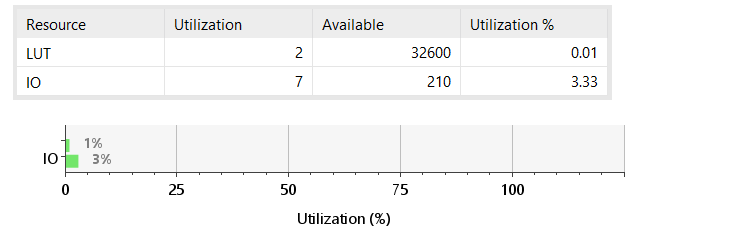 Resource Utilization Available Utilization %
LUT 2 32600 0.01
IO 7 210 3.33
1%
IO 3%
0 25 50 75 100
Utilization (%)